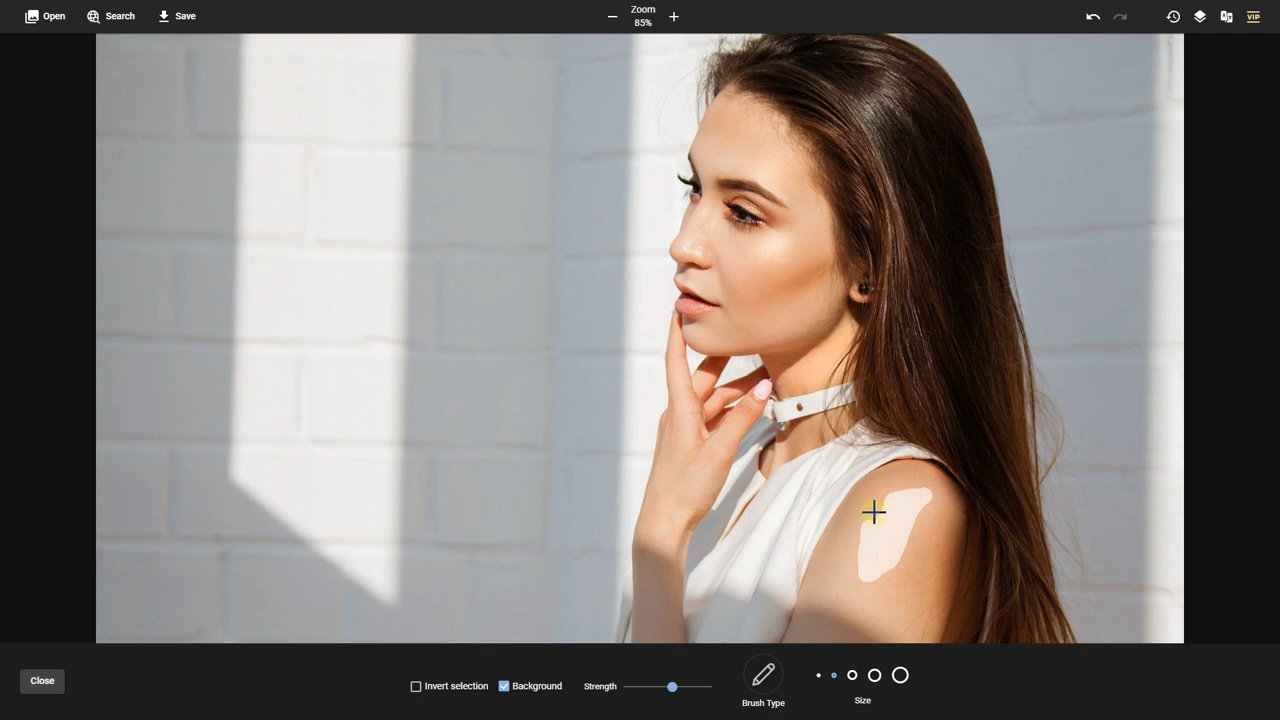 Open
Search
Save
Zoom
85%
VIP
Close
Invert selection
Background
Strength
Brush Type
Size